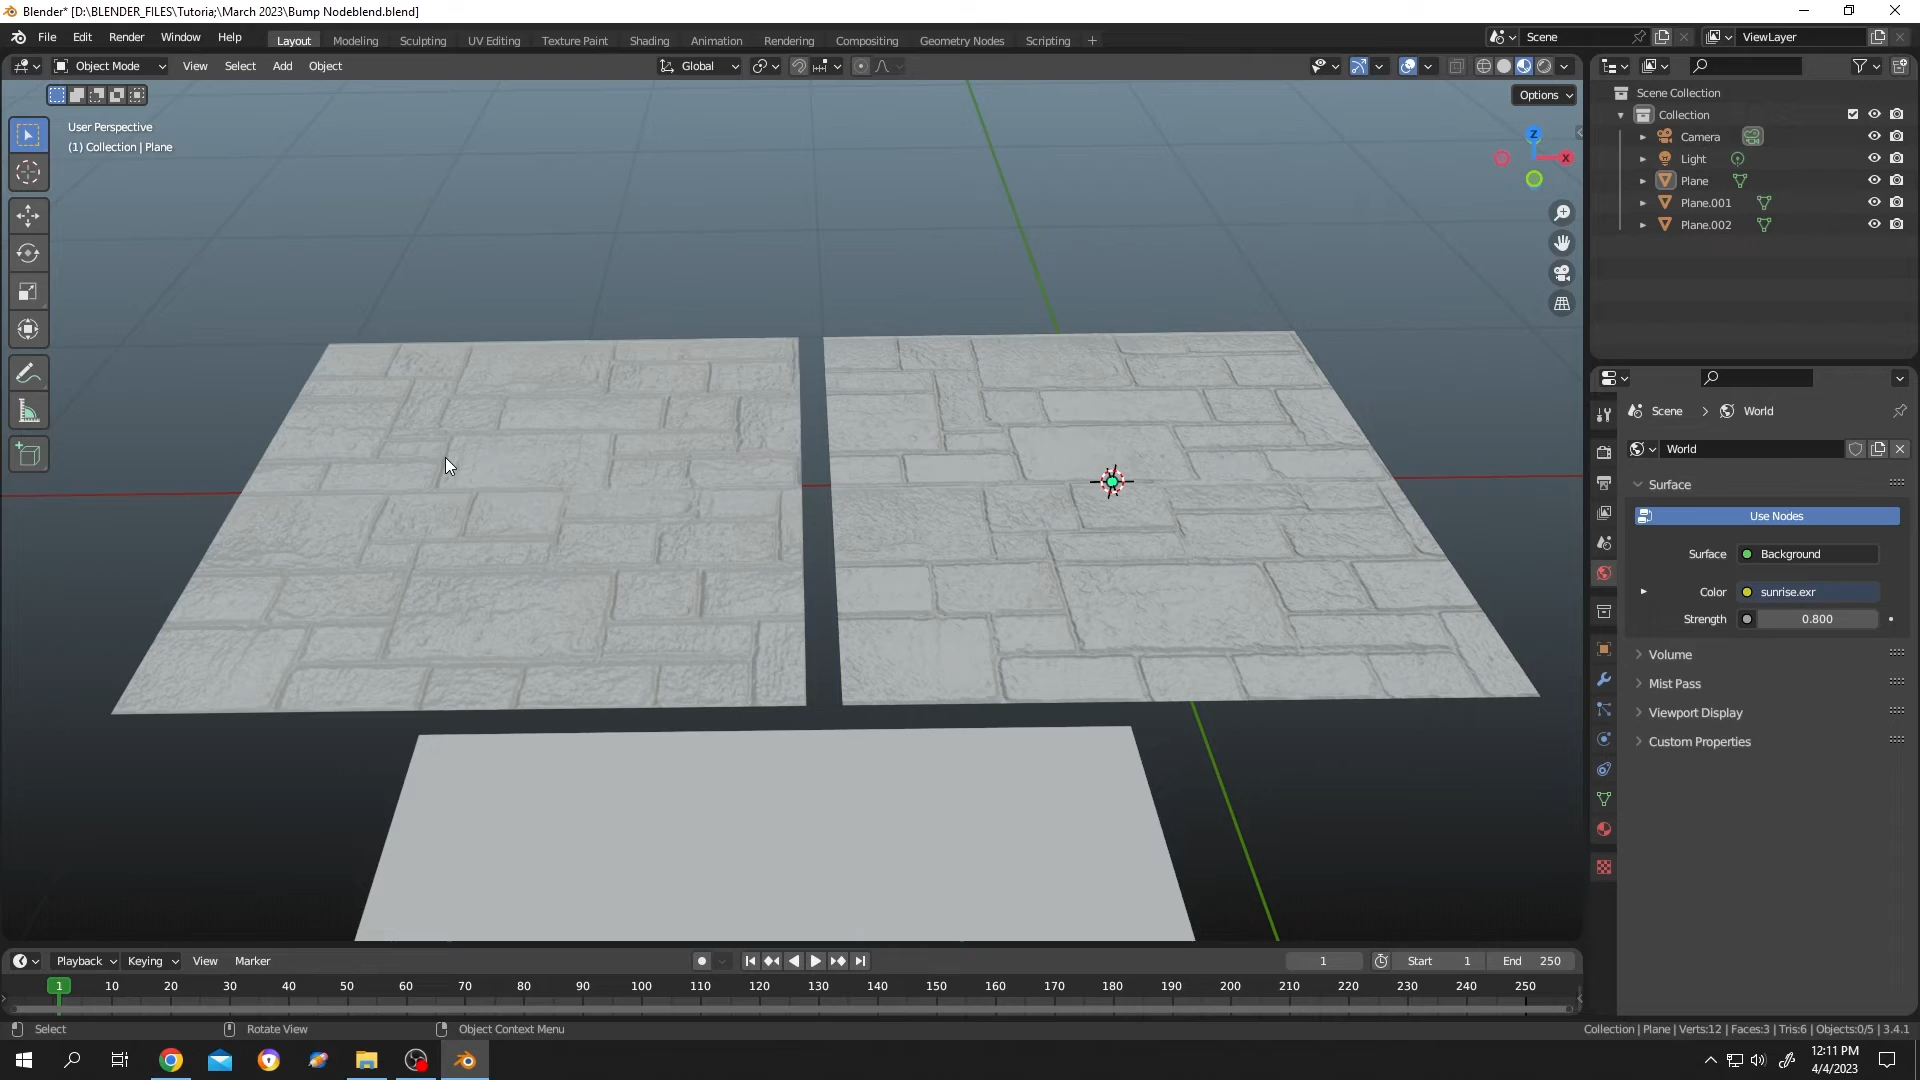 Blender* [D:\BLENDER_FILES\Tutoria;\March 2023\Bump Nodeblend.blend]
File Edit Render Window Help Layout Modeling Sculpting UV Editing Texture Paint Shading Animation Rendering Compositing Geometry Nodes Scripting + Scene ViewLayer
Object Mode View Select Add Object Global
Options
User Perspective
(1) Collection | Plane
Z
X
Scene Collection
Collection
Camera
Light
Plane
Plane.001
Plane.002
Scene > World
World
Surface
Use Nodes
Surface Background
Color sunrise.exr
Strength 0.800
Volume
Mist Pass
Viewport Display
Custom Properties
Playback Keying View Marker 1 Start 1 End 250
1 10 20 30 40 50 60 70 80 90 100 110 120 130 140 150 160 170 180 190 200 210 220 230 240 250
Select Rotate View Object Context Menu Collection | Plane | Verts:12 | Faces:3 | Tris:6 | Objects:0/5 | 3.4.1
12:11 PM
4/4/2023